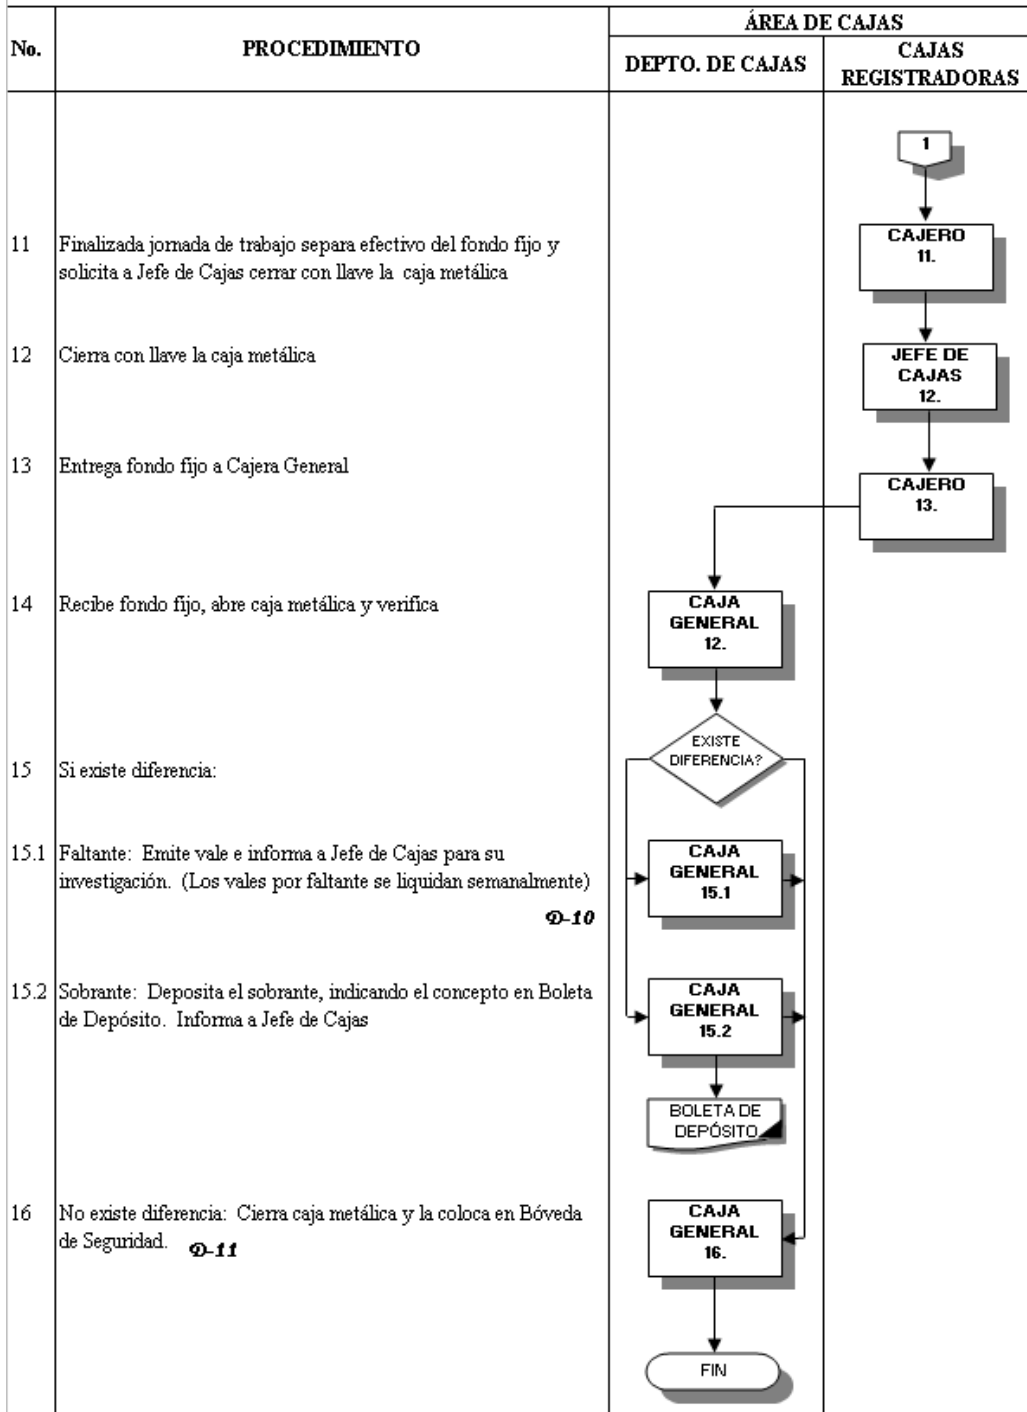 No.
PROCEDIMIENTO
ÁREA DE CAJAS
DEPTO. DE CAJAS
CAJAS
REGISTRADORAS
1
11
Finalizada jornada de trabajo separa efectivo del fondo fijo y
solicita a Jefe de Cajas cerrar con llave la caja metálica
CAJERO
11.
12
Cierra con llave la caja metálica
JEFE DE
CAJAS
12.
13
Entrega fondo fijo a Cajera General
CAJERO
13.
14
Recibe fondo fijo, abre caja metálica y verifica
CAJA
GENERAL
12.
15
Si existe diferencia:
EXISTE
DIFERENCIA?
15.1
Faltante: Emite vale e informa a Jefe de Cajas para su
investigación. (Los vales por faltante se liquidan semanalmente)
D-10
CAJA
GENERAL
15.1
15.2
Sobrante: Deposita el sobrante, indicando el concepto en Boleta
de Depósito. Informa a Jefe de Cajas
CAJA
GENERAL
15.2
BOLETA DE
DEPÓSITO
16
No existe diferencia: Cierra caja metálica y la coloca en Bóveda
de Seguridad. D-11
CAJA
GENERAL
16.
FIN